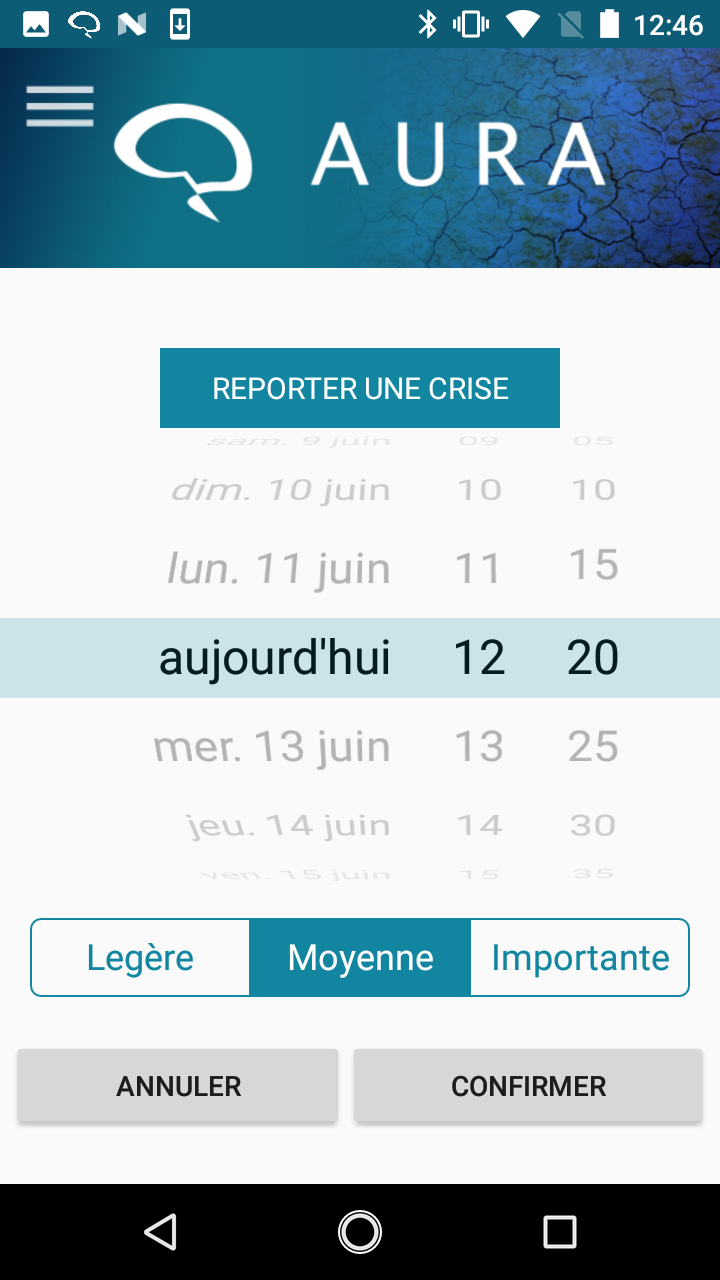 12:46
AURA
REPORTER UNE CRISE
sam. 9 juin 09 05
dim. 10 juin 10 10
lun. 11 juin 11 15
aujourd'hui 12 20
mer. 13 juin 13 25
jeu. 14 juin 14 30
ven. 15 juin 15 35
Legère Moyenne Importante
ANNULER CONFIRMER